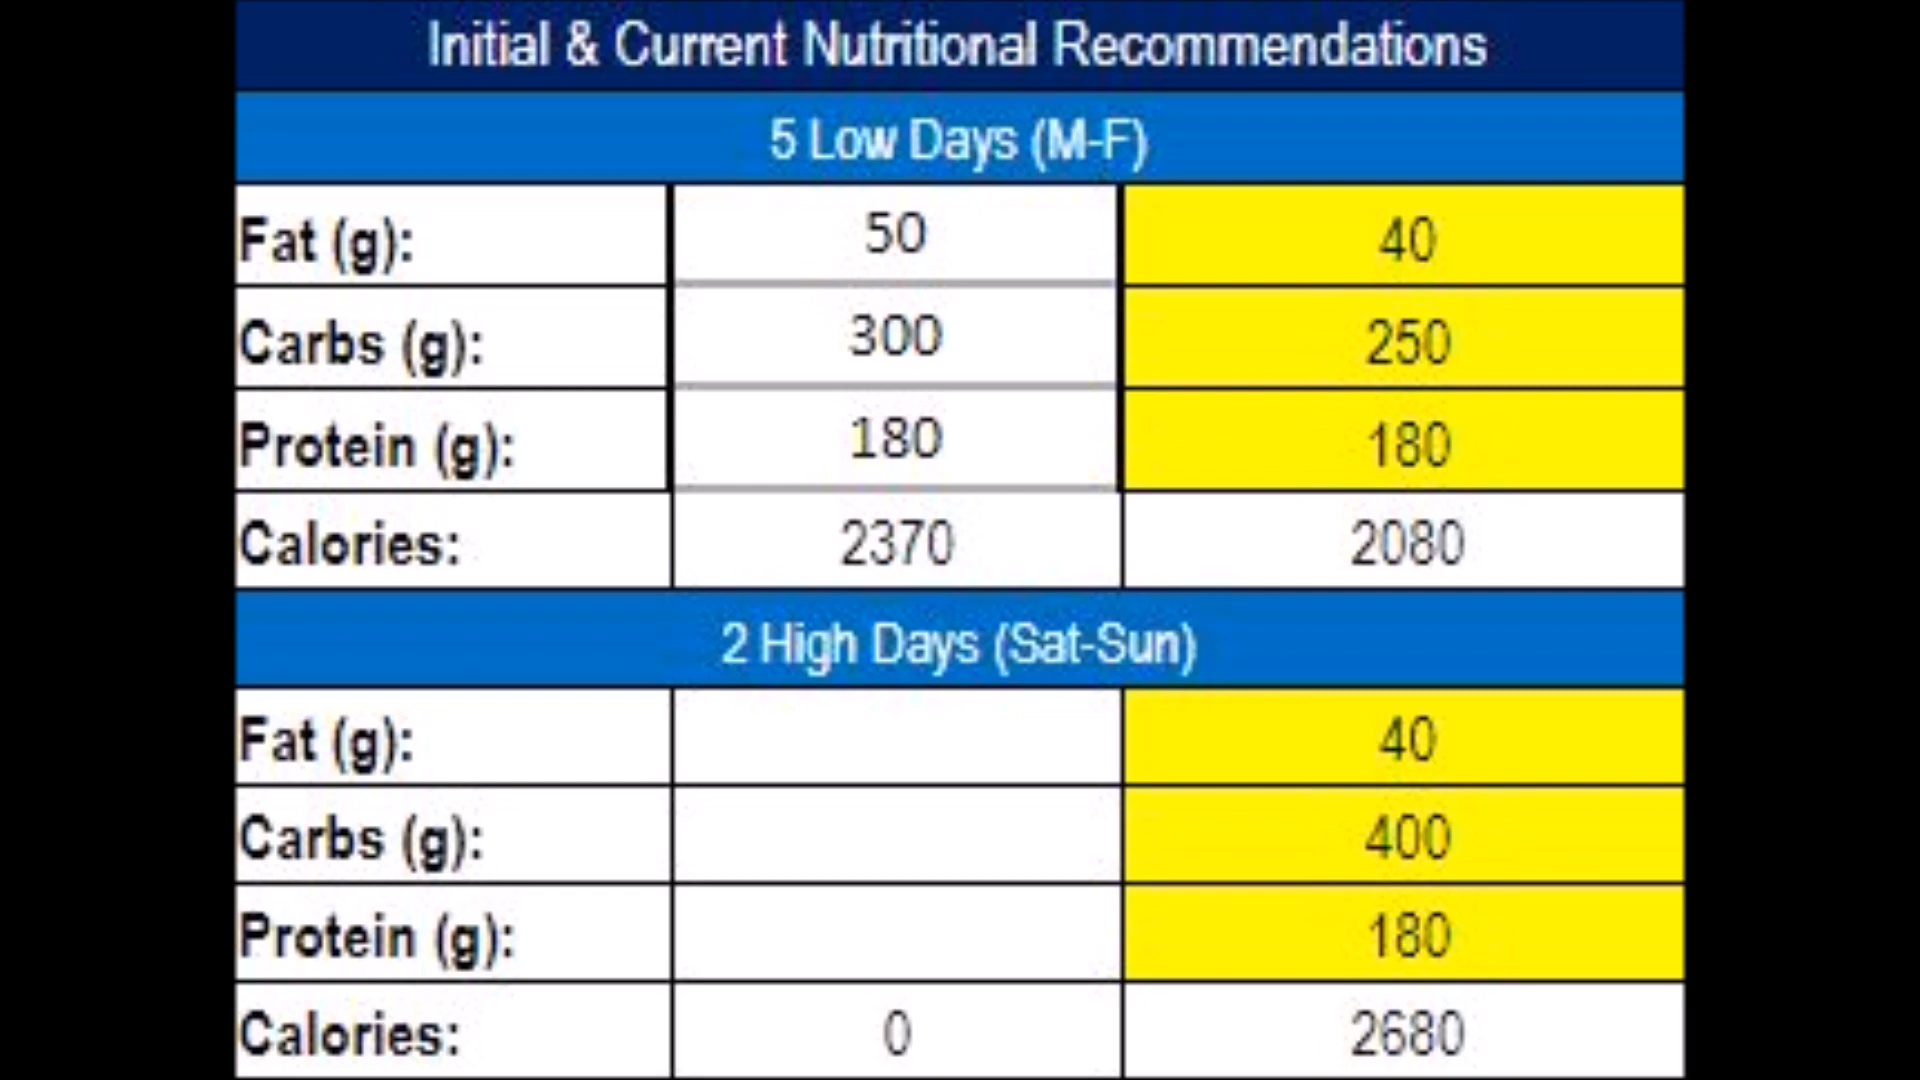 Initial & Current Nutritional Recommendations
5 Low Days (M-F)
Fat (g): 50 40
Carbs (g): 300 250
Protein (g): 180 180
Calories: 2370 2080
2 High Days (Sat-Sun)
Fat (g): 40
Carbs (g): 400
Protein (g): 180
Calories: 0 2680